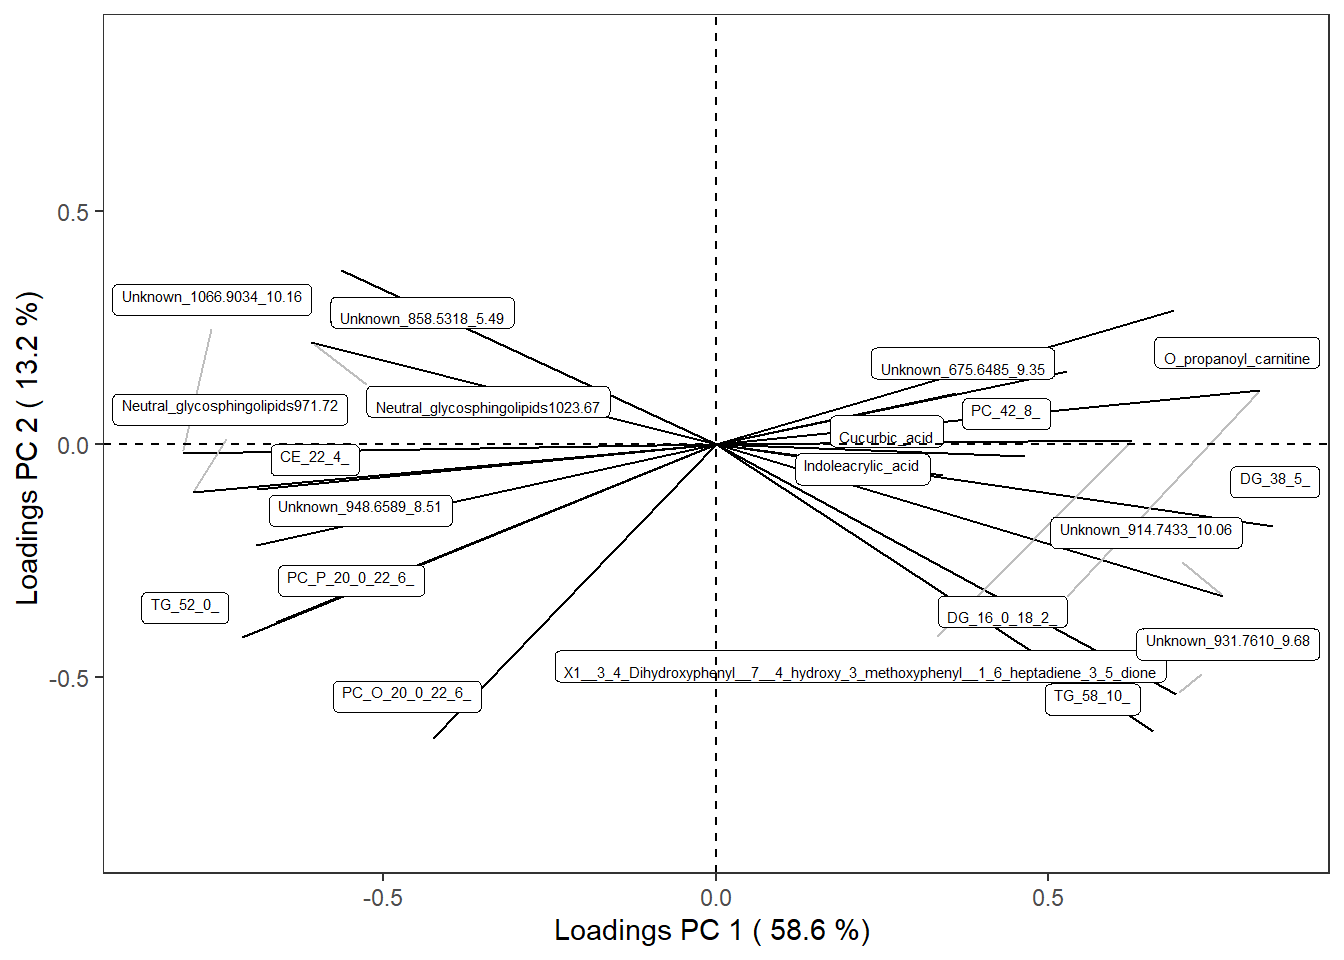 Loadings PC 2 ( 13.2 %)
0.5
0.0
-0.5
Unknown_1066.9034_10.16
Unknown_858.5318_5.49
O_propanoyl_carnitine
Unknown_675.6485_9.35
Neutral_glycosphingolipids971.72
Neutral_glycosphingolipids1023.67
PC_42_8_
Cucurbic_acid_
CE_22_4_
Indoleacrylic_acid
DG_38_5_
Unknown_948.6589_8.51
Unknown_914.7433_10.06
PC_P_20_0_22_6_
TG_52_0_
DG_16_0_18_2_
Unknown_931.7610_9.68
X1__3_4_Dihydroxyphenyl__7__4_hydroxy_3_methoxyphenyl__1_6_heptadiene_3_5_dione
PC_O_20_0_22_6_
TG_58_10_
-0.5
0.0
0.5
Loadings PC 1 ( 58.6 %)